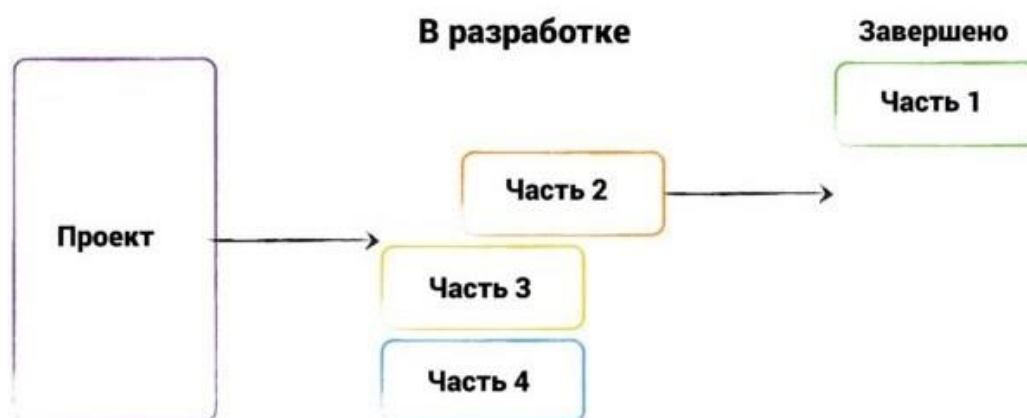 В разработке
Завершено
Часть 1
Часть 2
Проект
Часть 3
Часть 4